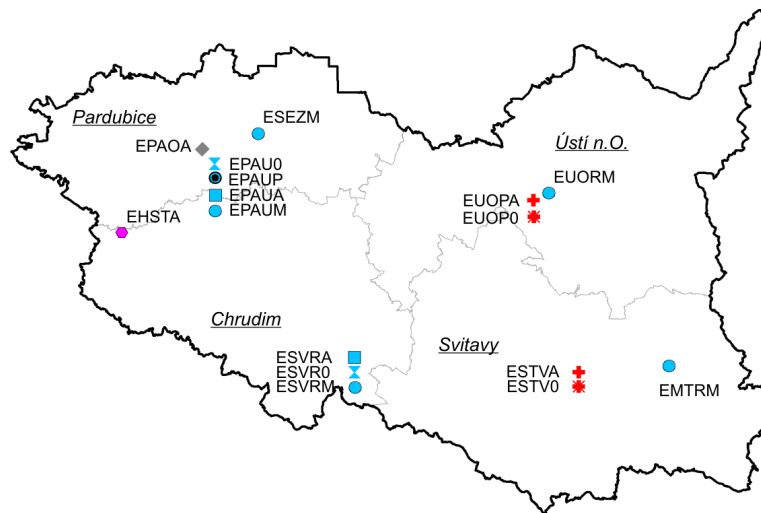 Pardubice
ESEZM
EPAOA
EPAU0
EPAUP
EPAUA
EPAUM
EHSTA
Ústí n.O.
EUORM
EUOPA
EUOP0
Chrudim
Svitavy
ESVRA
ESVR0
ESVRM
ESTVA
ESTV0
EMTRM